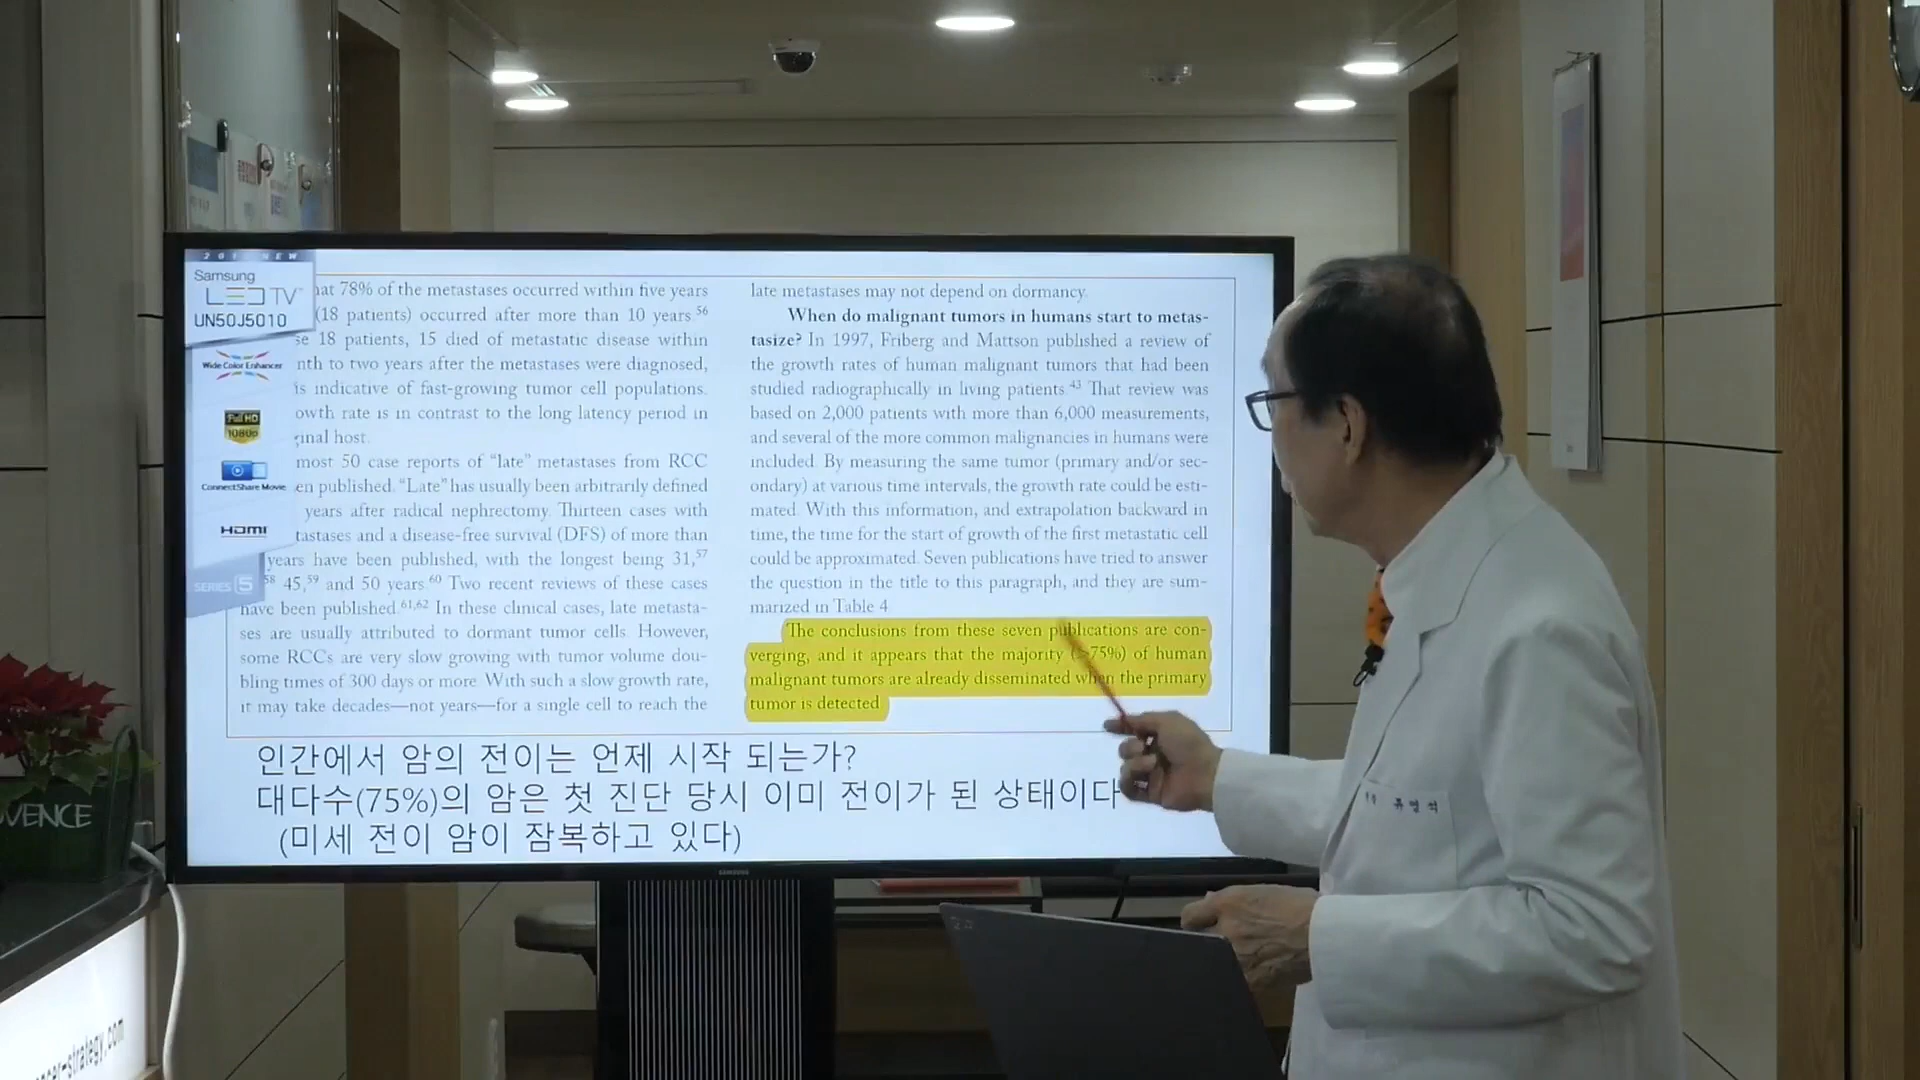 2 0 1 NEW
Samsung
LED TV
UN50J5010
Wide Color Enhancer
Full HD
1080p
ConnectShare Movie
HDMI
SERIES 5
hat 78% of the metastases occurred within five years
(18 patients) occurred after more than 10 years.56
se 18 patients, 15 died of metastatic disease within
nth to two years after the metastases were diagnosed,
is indicative of fast-growing tumor cell populations.
owth rate is in contrast to the long latency period in
ginal host.
most 50 case reports of “late” metastases from RCC
en published. “Late” has usually been arbitrarily defined
years after radical nephrectomy. Thirteen cases with
tastases and a disease-free survival (DFS) of more than
years have been published, with the longest being 31,57
58 45,59 and 50 years.60 Two recent reviews of these cases
have been published.61,62 In these clinical cases, late metasta-
ses are usually attributed to dormant tumor cells. However,
some RCCs are very slow growing with tumor volume dou-
bling times of 300 days or more. With such a slow growth rate,
it may take decades—not years—for a single cell to reach the
late metastases may not depend on dormancy.
When do malignant tumors in humans start to metas-
tasize? In 1997, Friberg and Mattson published a review of
the growth rates of human malignant tumors that had been
studied radiographically in living patients.43 That review was
based on 2,000 patients with more than 6,000 measurements,
and several of the more common malignancies in humans were
included. By measuring the same tumor (primary and/or sec-
ondary) at various time intervals, the growth rate could be esti-
mated. With this information, and extrapolation backward in
time, the time for the start of growth of the first metastatic cell
could be approximated. Seven publications have tried to answer
the question in the title to this paragraph, and they are sum-
marized in Table 4.
The conclusions from these seven publications are con-
verging, and it appears that the majority (>75%) of human
malignant tumors are already disseminated when the primary
tumor is detected
인간에서 암의 전이는 언제 시작 되는가?
대다수(75%)의 암은 첫 진단 당시 이미 전이가 된 상태이다
(미세 전이 암이 잠복하고 있다)
SAMSUNG
VENCE
ncer-strategy.com